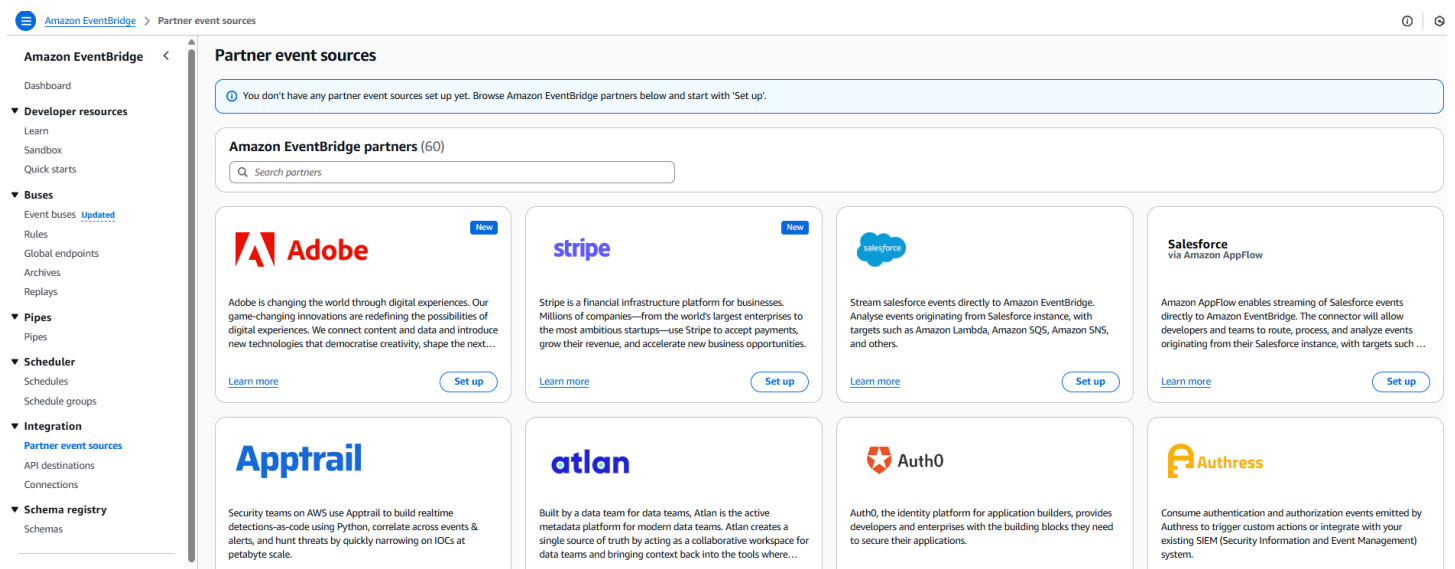 Amazon EventBridge > Partner event sources
Amazon EventBridge
Dashboard
Developer resources
Learn
Sandbox
Quick starts
Buses
Event buses Updated
Rules
Global endpoints
Archives
Replays
Pipes
Pipes
Scheduler
Schedules
Schedule groups
Integration
Partner event sources
API destinations
Connections
Schema registry
Schemas
Partner event sources
You don't have any partner event sources set up yet. Browse Amazon EventBridge partners below and start with 'Set up'.
Amazon EventBridge partners (60)
Search partners
New
Adobe
Adobe is changing the world through digital experiences. Our
game-changing innovations are redefining the possibilities of
digital experiences. We connect content and data and introduce
new technologies that democratise creativity, shape the next…
Learn more
Set up
New
stripe
Stripe is a financial infrastructure platform for businesses.
Millions of companies—from the world's largest enterprises to
the most ambitious startups—use Stripe to accept payments,
grow their revenue, and accelerate new business opportunities.
Learn more
Set up
salesforce
Stream salesforce events directly to Amazon EventBridge.
Analyse events originating from Salesforce instance, with
targets such as Amazon Lambda, Amazon SQS, Amazon SNS,
and others.
Learn more
Set up
Salesforce
via Amazon AppFlow
Amazon AppFlow enables streaming of Salesforce events
directly to Amazon EventBridge. The connector will allow
developers and teams to route, process, and analyze events
originating from their Salesforce instance, with targets such …
Learn more
Set up
Apptrail
Security teams on AWS use Apptrail to build realtime
detections-as-code using Python, correlate across events &
alerts, and hunt threats by quickly narrowing on IOCs at
petabyte scale.
atlan
Built by a data team for data teams, Atlan is the active
metadata platform for modern data teams. Atlan creates a
single source of truth by acting as a collaborative workspace for
data teams and bringing context back into the tools where…
Auth0
Auth0, the identity platform for application builders, provides
developers and enterprises with the building blocks they need
to secure their applications.
Authress
Consume authentication and authorization events emitted by
Authress to trigger custom actions or integrate with your
existing SIEM (Security Information and Event Management)
system.